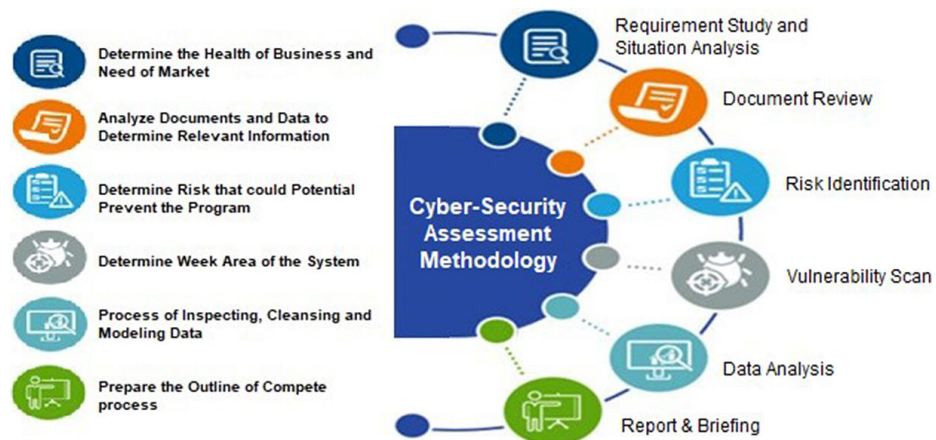 Determine the Health of Business and
Need of Market
Analyze Documents and Data to
Determine Relevant Information
Determine Risk that could Potential
Prevent the Program
Determine Week Area of the System
Process of Inspecting, Cleansing and
Modeling Data
Prepare the Outline of Compete
process
Cyber-Security
Assessment
Methodology
Requirement Study and
Situation Analysis
Document Review
Risk Identification
Vulnerability Scan
Data Analysis
Report & Briefing